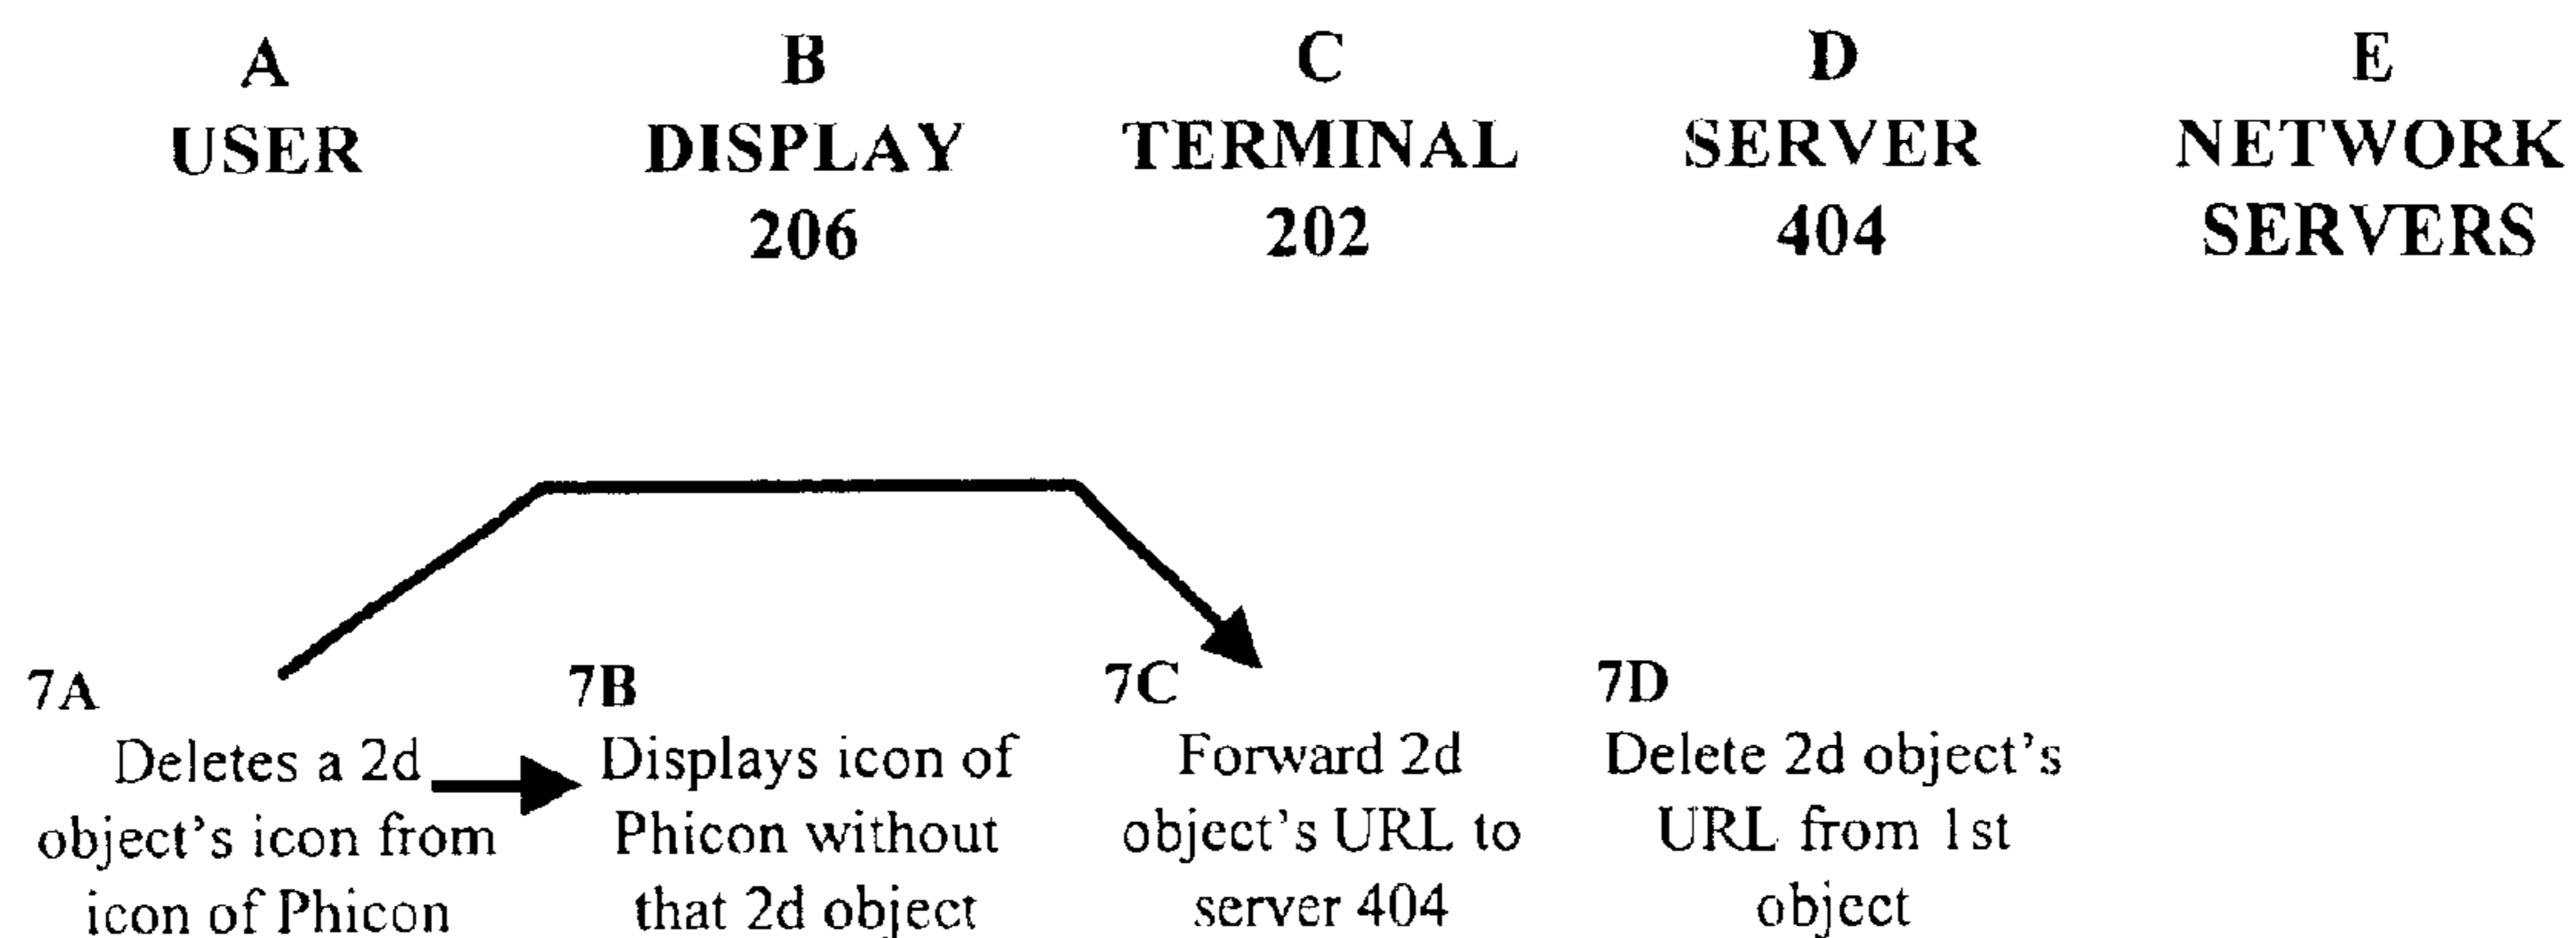 A B C D E
USER DISPLAY TERMINAL SERVER NETWORK
206 202 404 SERVERS
7A 7B 7C 7D
Deletes a 2d Displays icon of Forward 2d Delete 2d object's
object's icon from Phicon without object's URL to URL from 1st
icon of Phicon that 2d object server 404 object